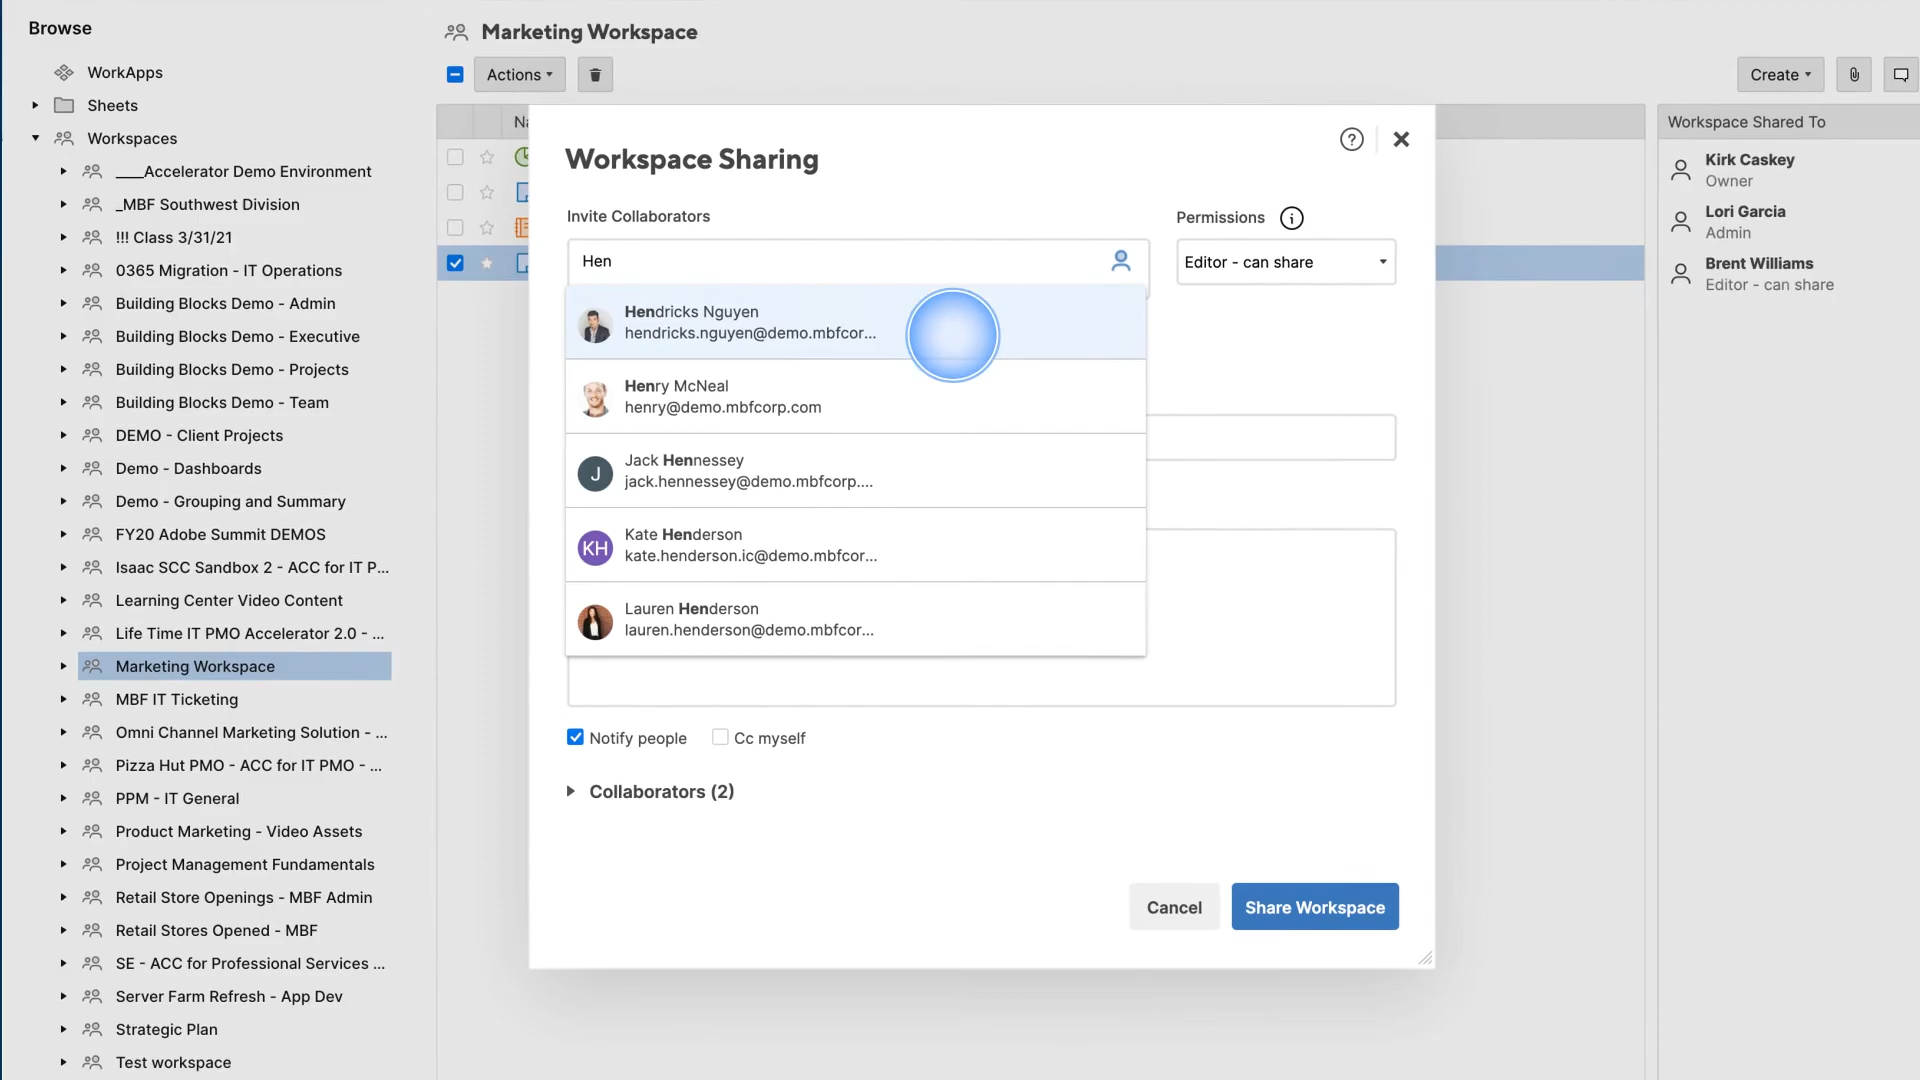 Browse
WorkApps
Sheets
Workspaces
____Accelerator Demo Environment
_MBF Southwest Division
!!! Class 3/31/21
0365 Migration - IT Operations
Building Blocks Demo - Admin
Building Blocks Demo - Executive
Building Blocks Demo - Projects
Building Blocks Demo - Team
DEMO - Client Projects
Demo - Dashboards
Demo - Grouping and Summary
FY20 Adobe Summit DEMOS
Isaac SCC Sandbox 2 - ACC for IT P...
Learning Center Video Content
Life Time IT PMO Accelerator 2.0 - ...
Marketing Workspace
MBF IT Ticketing
Omni Channel Marketing Solution - ...
Pizza Hut PMO - ACC for IT PMO - ...
PPM - IT General
Product Marketing - Video Assets
Project Management Fundamentals
Retail Store Openings - MBF Admin
Retail Stores Opened - MBF
SE - ACC for Professional Services ...
Server Farm Refresh - App Dev
Strategic Plan
Test workspace
Marketing Workspace
Actions
Create
Workspace Sharing
Invite Collaborators
Permissions
Hen
Editor - can share
Hendricks Nguyen
hendricks.nguyen@demo.mbfcor...
Henry McNeal
henry@demo.mbfcorp.com
J
Jack Hennessey
jack.hennessey@demo.mbfcorp....
KH
Kate Henderson
kate.henderson.ic@demo.mbfcor...
Lauren Henderson
lauren.henderson@demo.mbfcor...
Notify people
Cc myself
Collaborators (2)
Cancel
Share Workspace
Workspace Shared To
Kirk Caskey
Owner
Lori Garcia
Admin
Brent Williams
Editor - can share